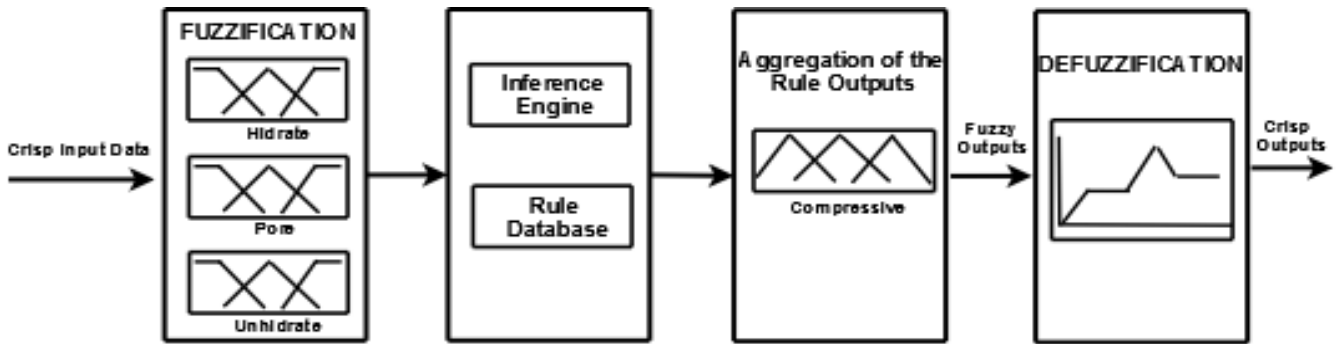 Crisp Input Data
FUZZIFICATION
Hidrate
Pore
Unhidrate
Inference
Engine
Rule
Database
Aggregation of the
Rule Outputs
Compressive
Fuzzy
Outputs
DEFUZZIFICATION
Crisp
Outputs